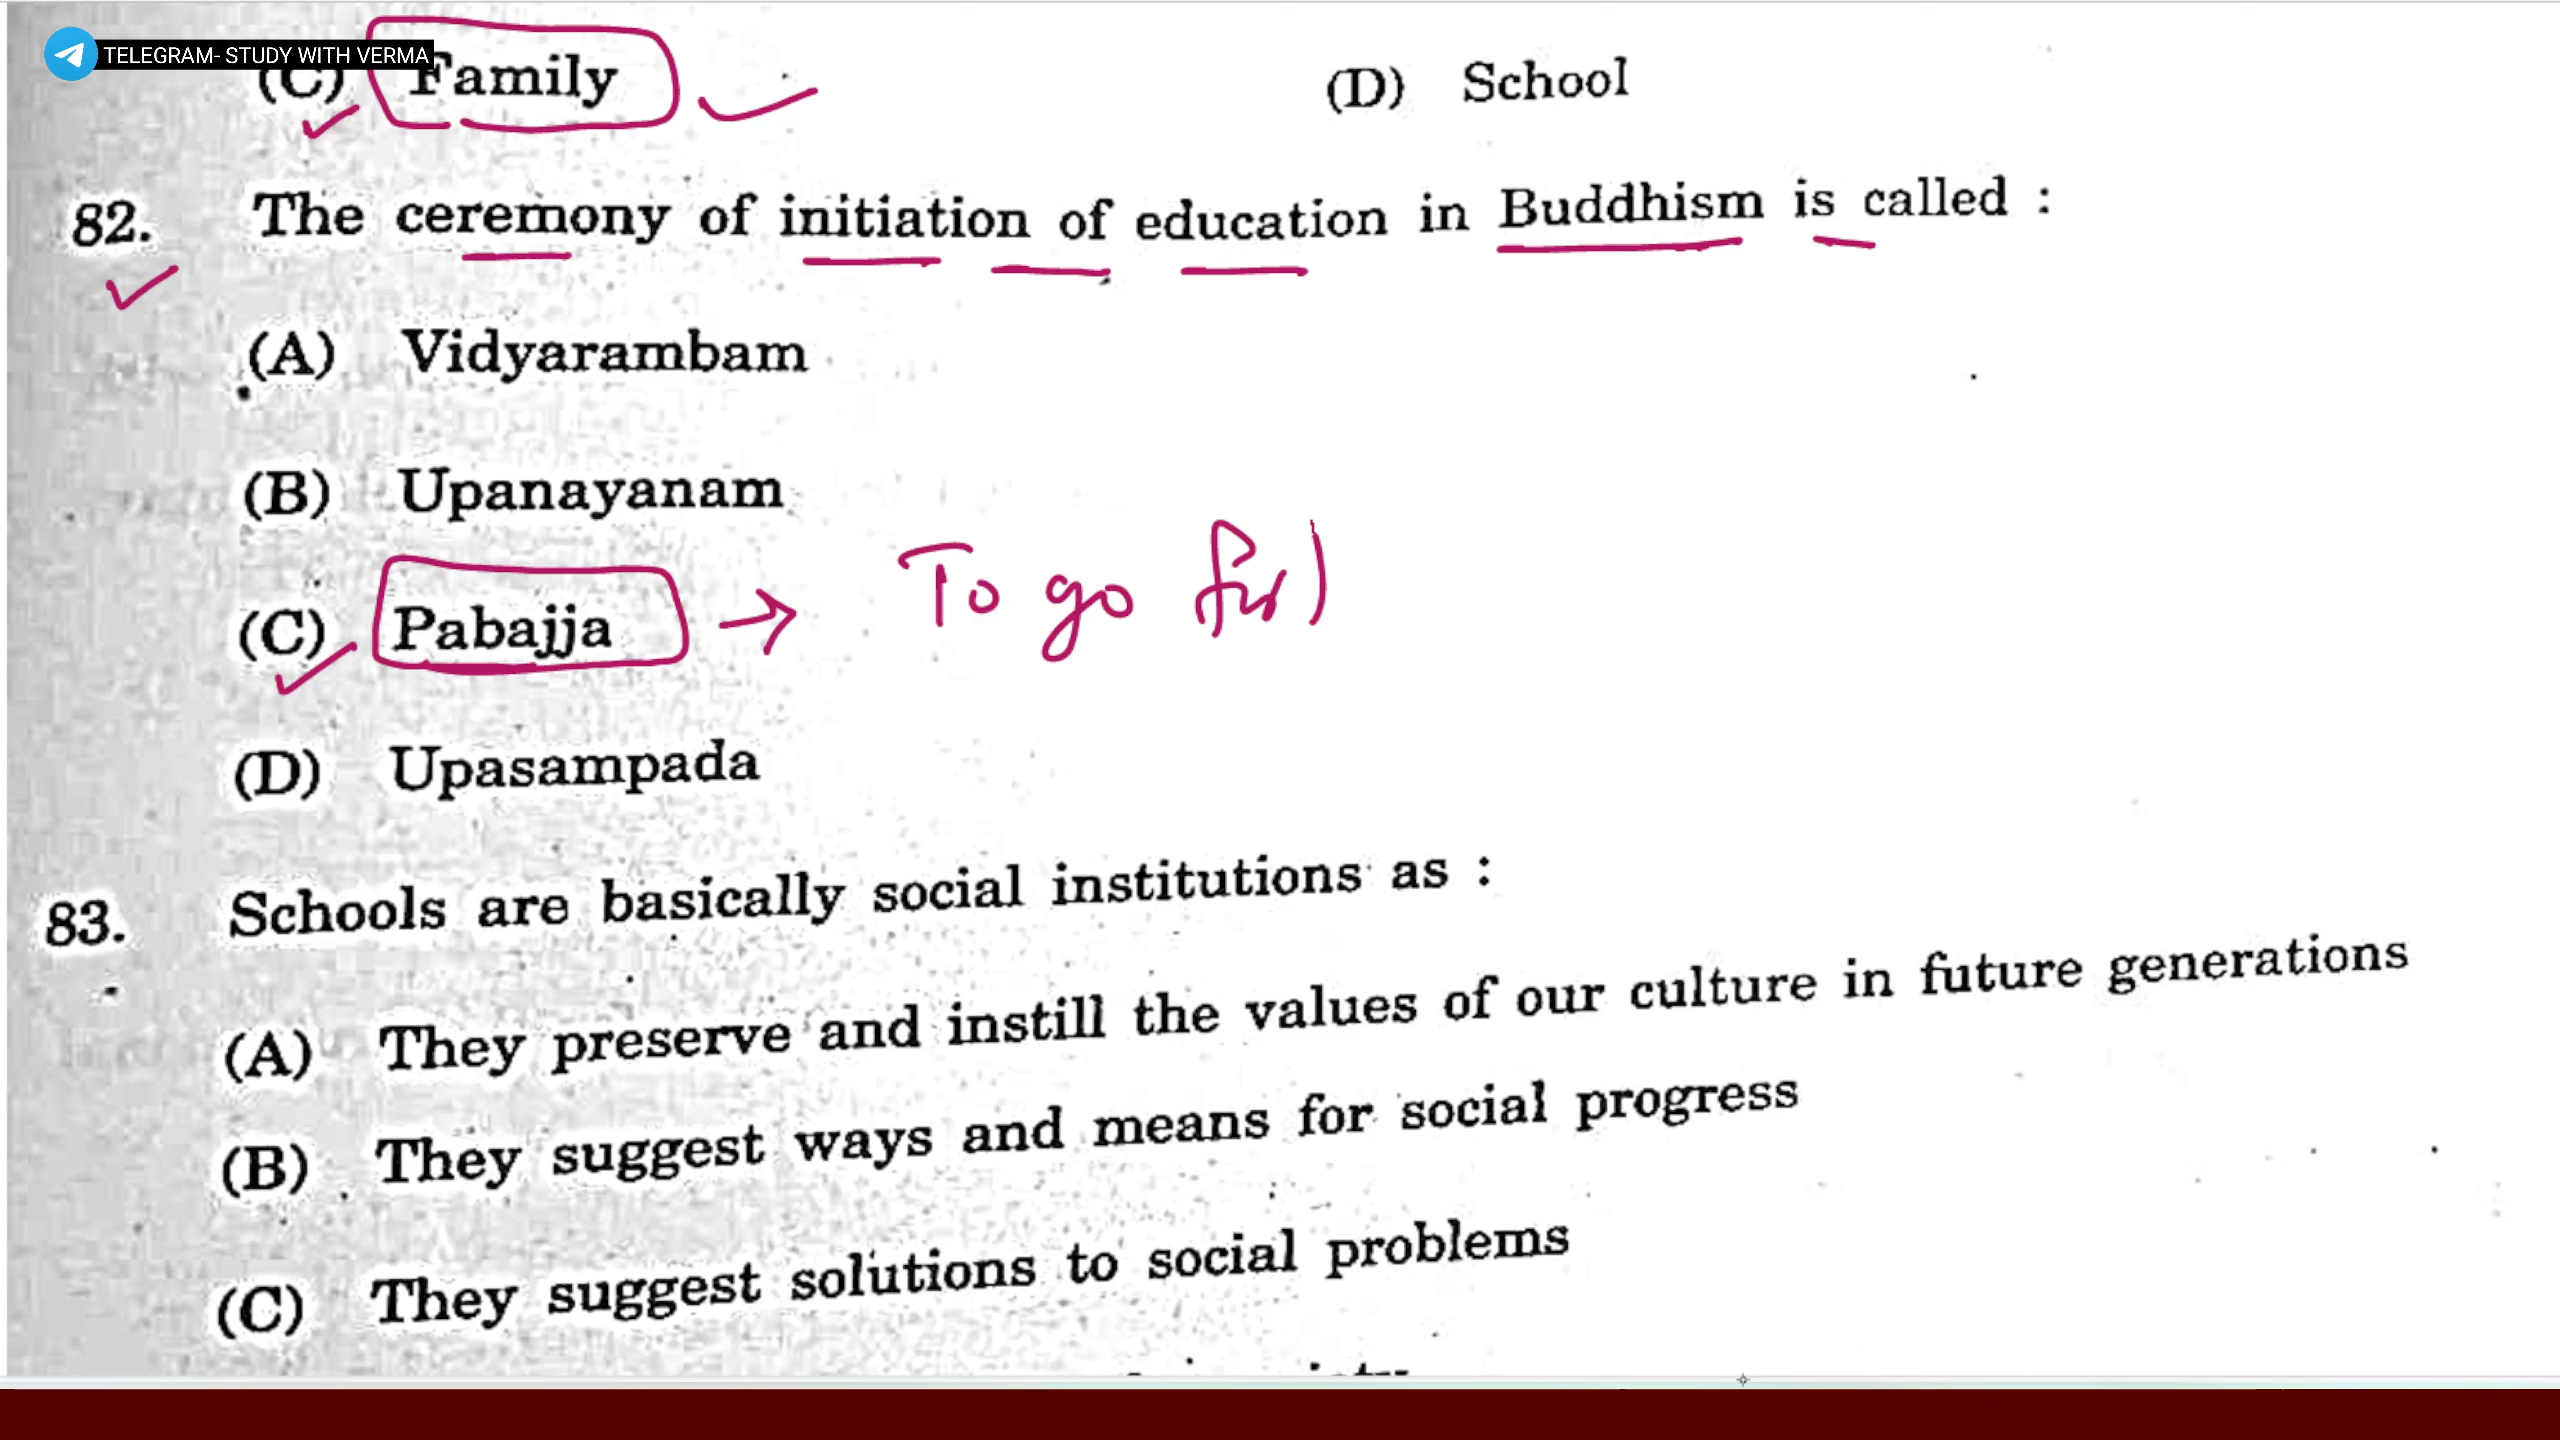 TELEGRAM- STUDY WITH VERMA
(C) Family (D) School
82. The ceremony of initiation of education in Buddhism is called :
(A) Vidyarambam
(B) Upanayanam
(C) Pabajja → To go
(D) Upasampada
83. Schools are basically social institutions as :
(A) They preserve and instill the values of our culture in future generations
(B) They suggest ways and means for social progress
(C) They suggest solutions to social problems